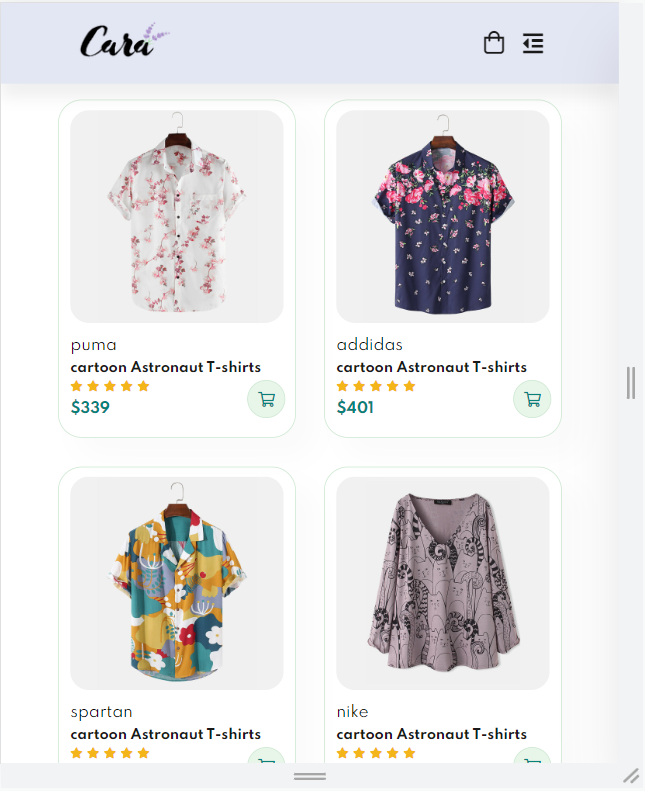 Cara
puma
addidas
cartoon Astronaut T-shirts
cartoon Astronaut T-shirts
$339
$401
spartan
nike
cartoon Astronaut T-shirts
cartoon Astronaut T-shirts